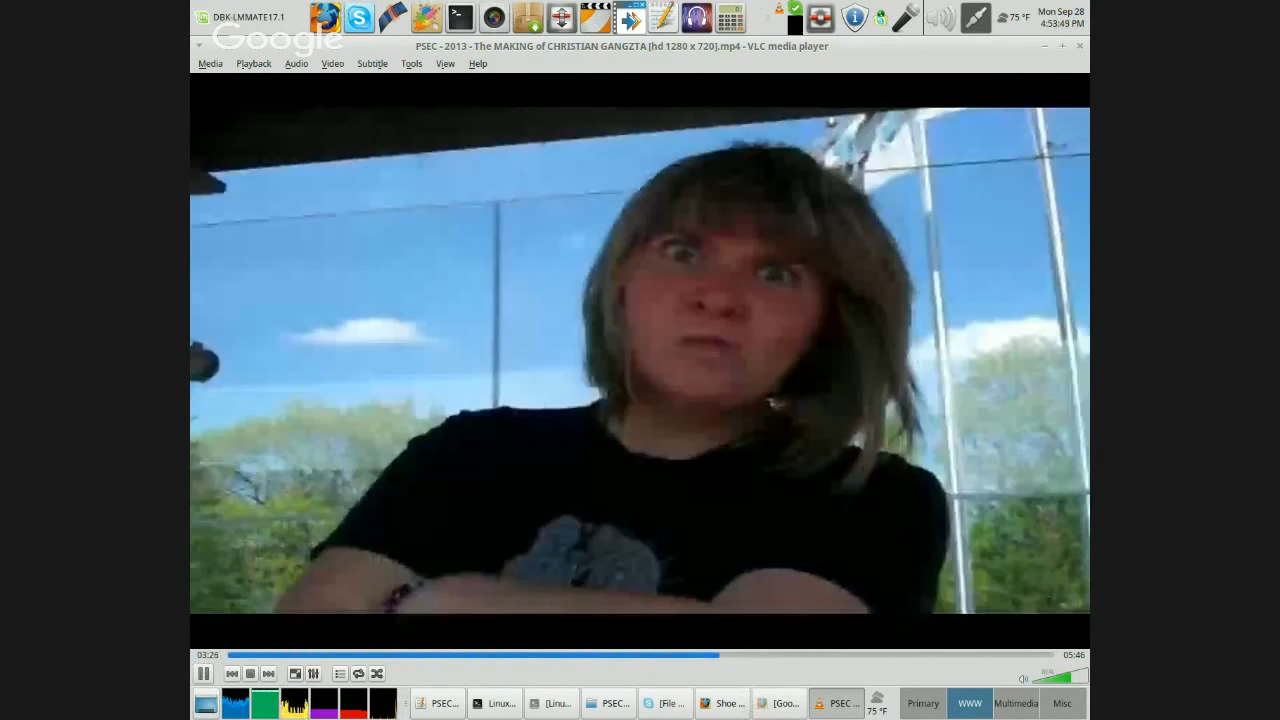 DBK-LMMATE17.1
75 °F
Mon Sep 28
4:53:49 PM
Google
PSEC - 2013 - The MAKING of CHRISTIAN GANGZTA [hd 1280 x 720].mp4 - VLC media player
Media Playback Audio Video Subtitle Tools View Help
03:26
05:46
86%
PSEC... Linux... [Linu... PSEC... [File ... Shoe ... [Goo... PSEC ... 75 °F Primary WWW Multimedia Misc